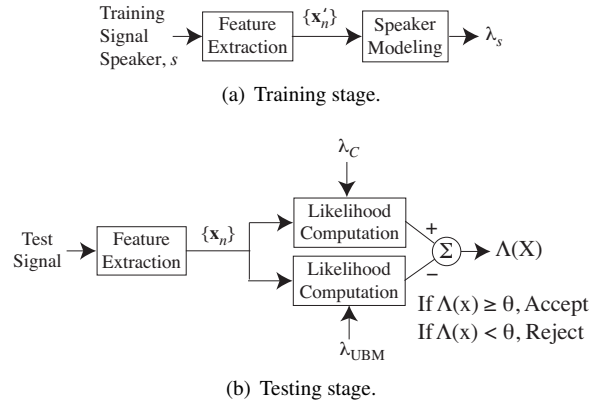 Training
Signal
Speaker, s
Feature
Extraction
{x′n}
Speaker
Modeling
λs
(a) Training stage.
λC
Test
Signal
Feature
Extraction
{xn}
Likelihood
Computation
+
Σ
Λ(X)
−
Likelihood
Computation
If Λ(x) ≥ θ, Accept
If Λ(x) < θ, Reject
λUBM
(b) Testing stage.